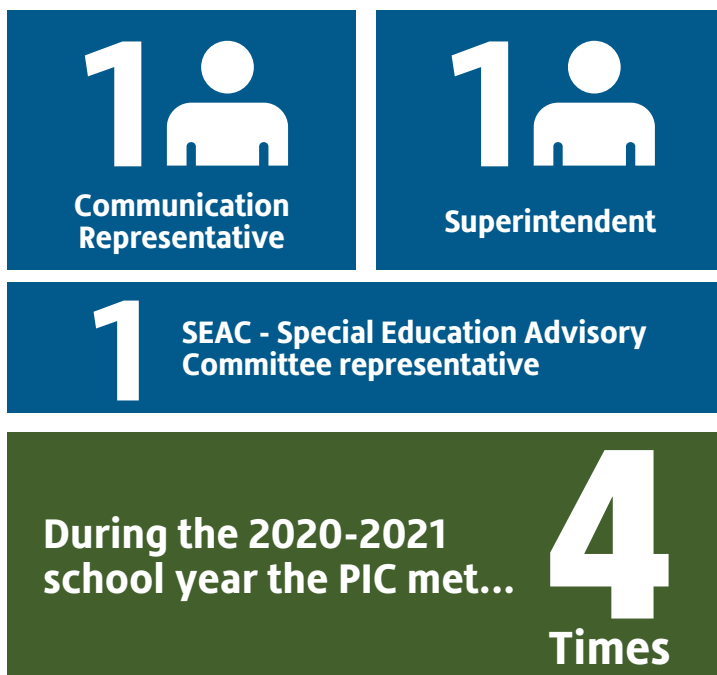 1
Communication
Representative
1
Superintendent
1
SEAC - Special Education Advisory
Committee representative
During the 2020-2021
school year the PIC met...
4
Times